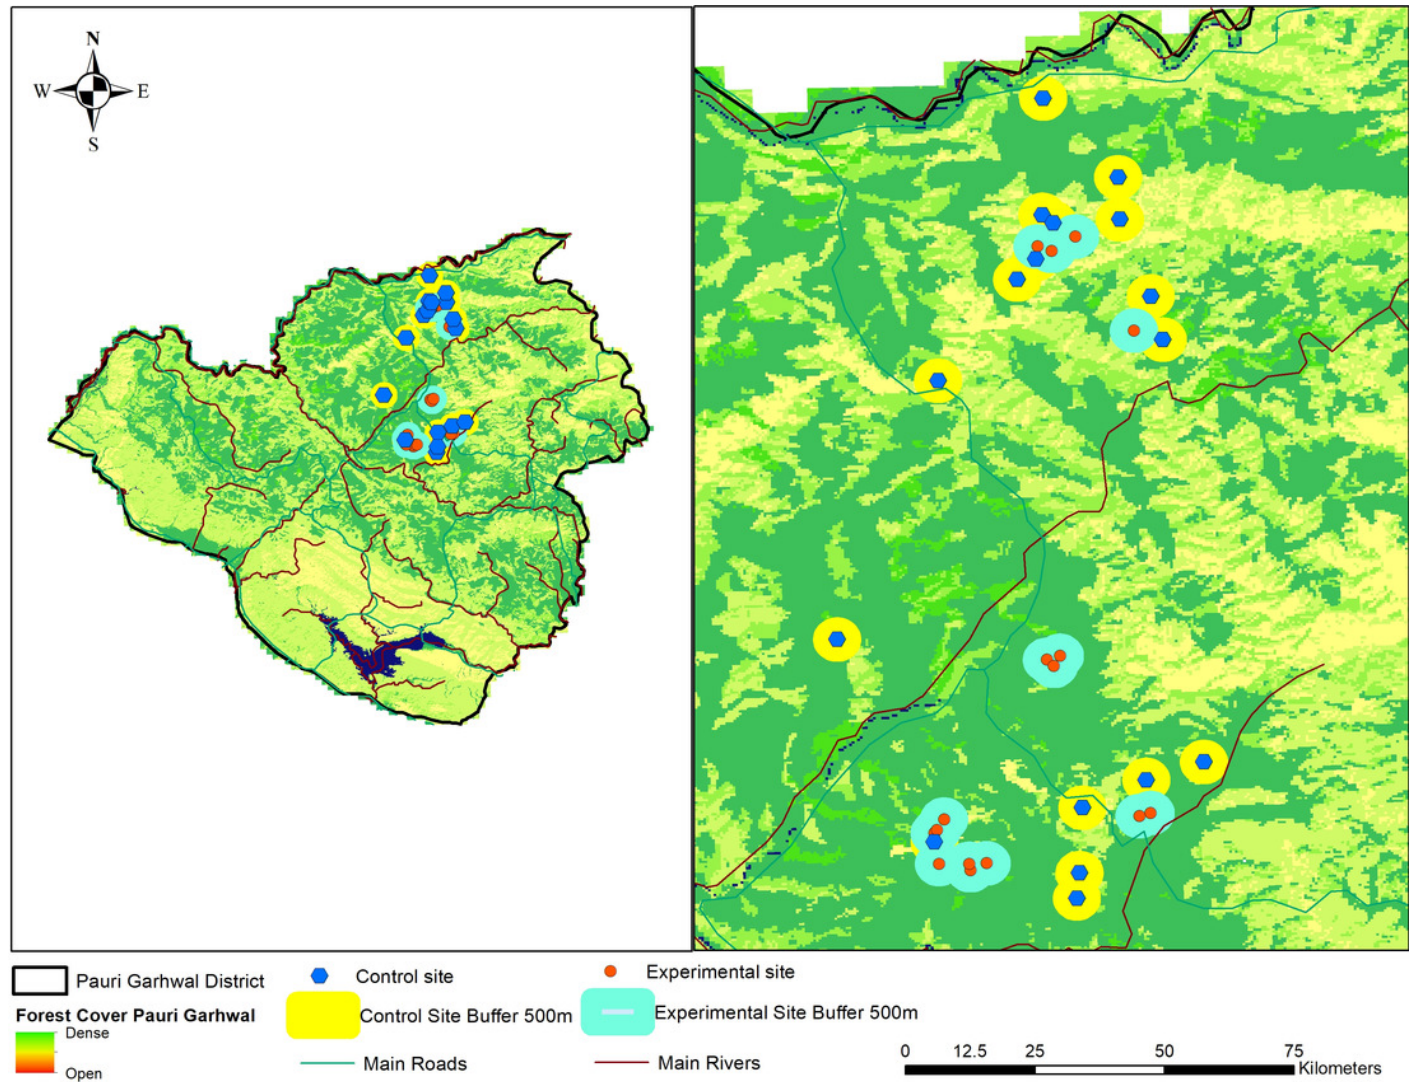 N
W E
S
Pauri Garhwal District
Control site
Experimental site
Forest Cover Pauri Garhwal
Dense
Open
Control Site Buffer 500m
Experimental Site Buffer 500m
Main Roads
Main Rivers
0 12.5 25 50 75
Kilometers